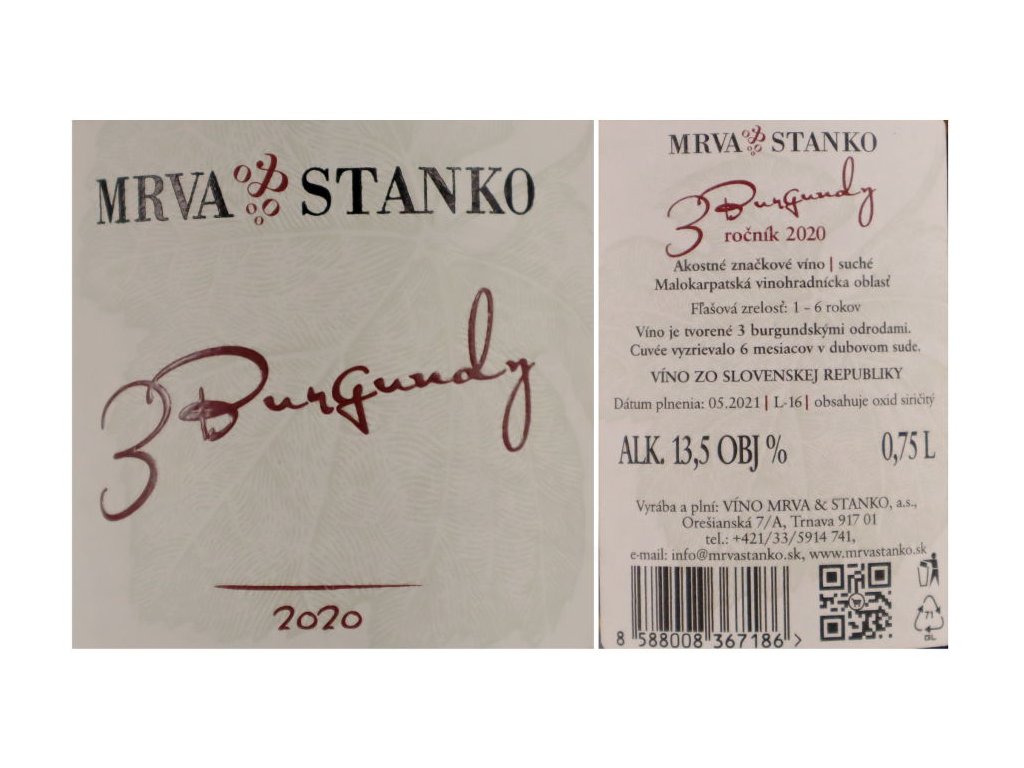 MRVA STANKO
3 Burgundy
2020
MRVA STANKO
3 Burgundy
ročník 2020
Akostné značkové víno | suché
Malokarpatská vinohradnícka oblasť
Fľašová zrelosť: 1 – 6 rokov
Víno je tvorené 3 burgundskými odrodami.
Cuvée vyzrievalo 6 mesiacov v dubovom sude.
VÍNO ZO SLOVENSKEJ REPUBLIKY
Dátum plnenia: 05.2021 | L-16 | obsahuje oxid siričitý
ALK. 13,5 OBJ % 0,75 L
Vyrába a plní: VÍNO MRVA & STANKO, a.s.,
Orešianská 7/A, Trnava 917 01
tel.: +421/33/5914 741,
e-mail: info@mrvastanko.sk, www.mrvastanko.sk
71
GL
8 588008 367186 >